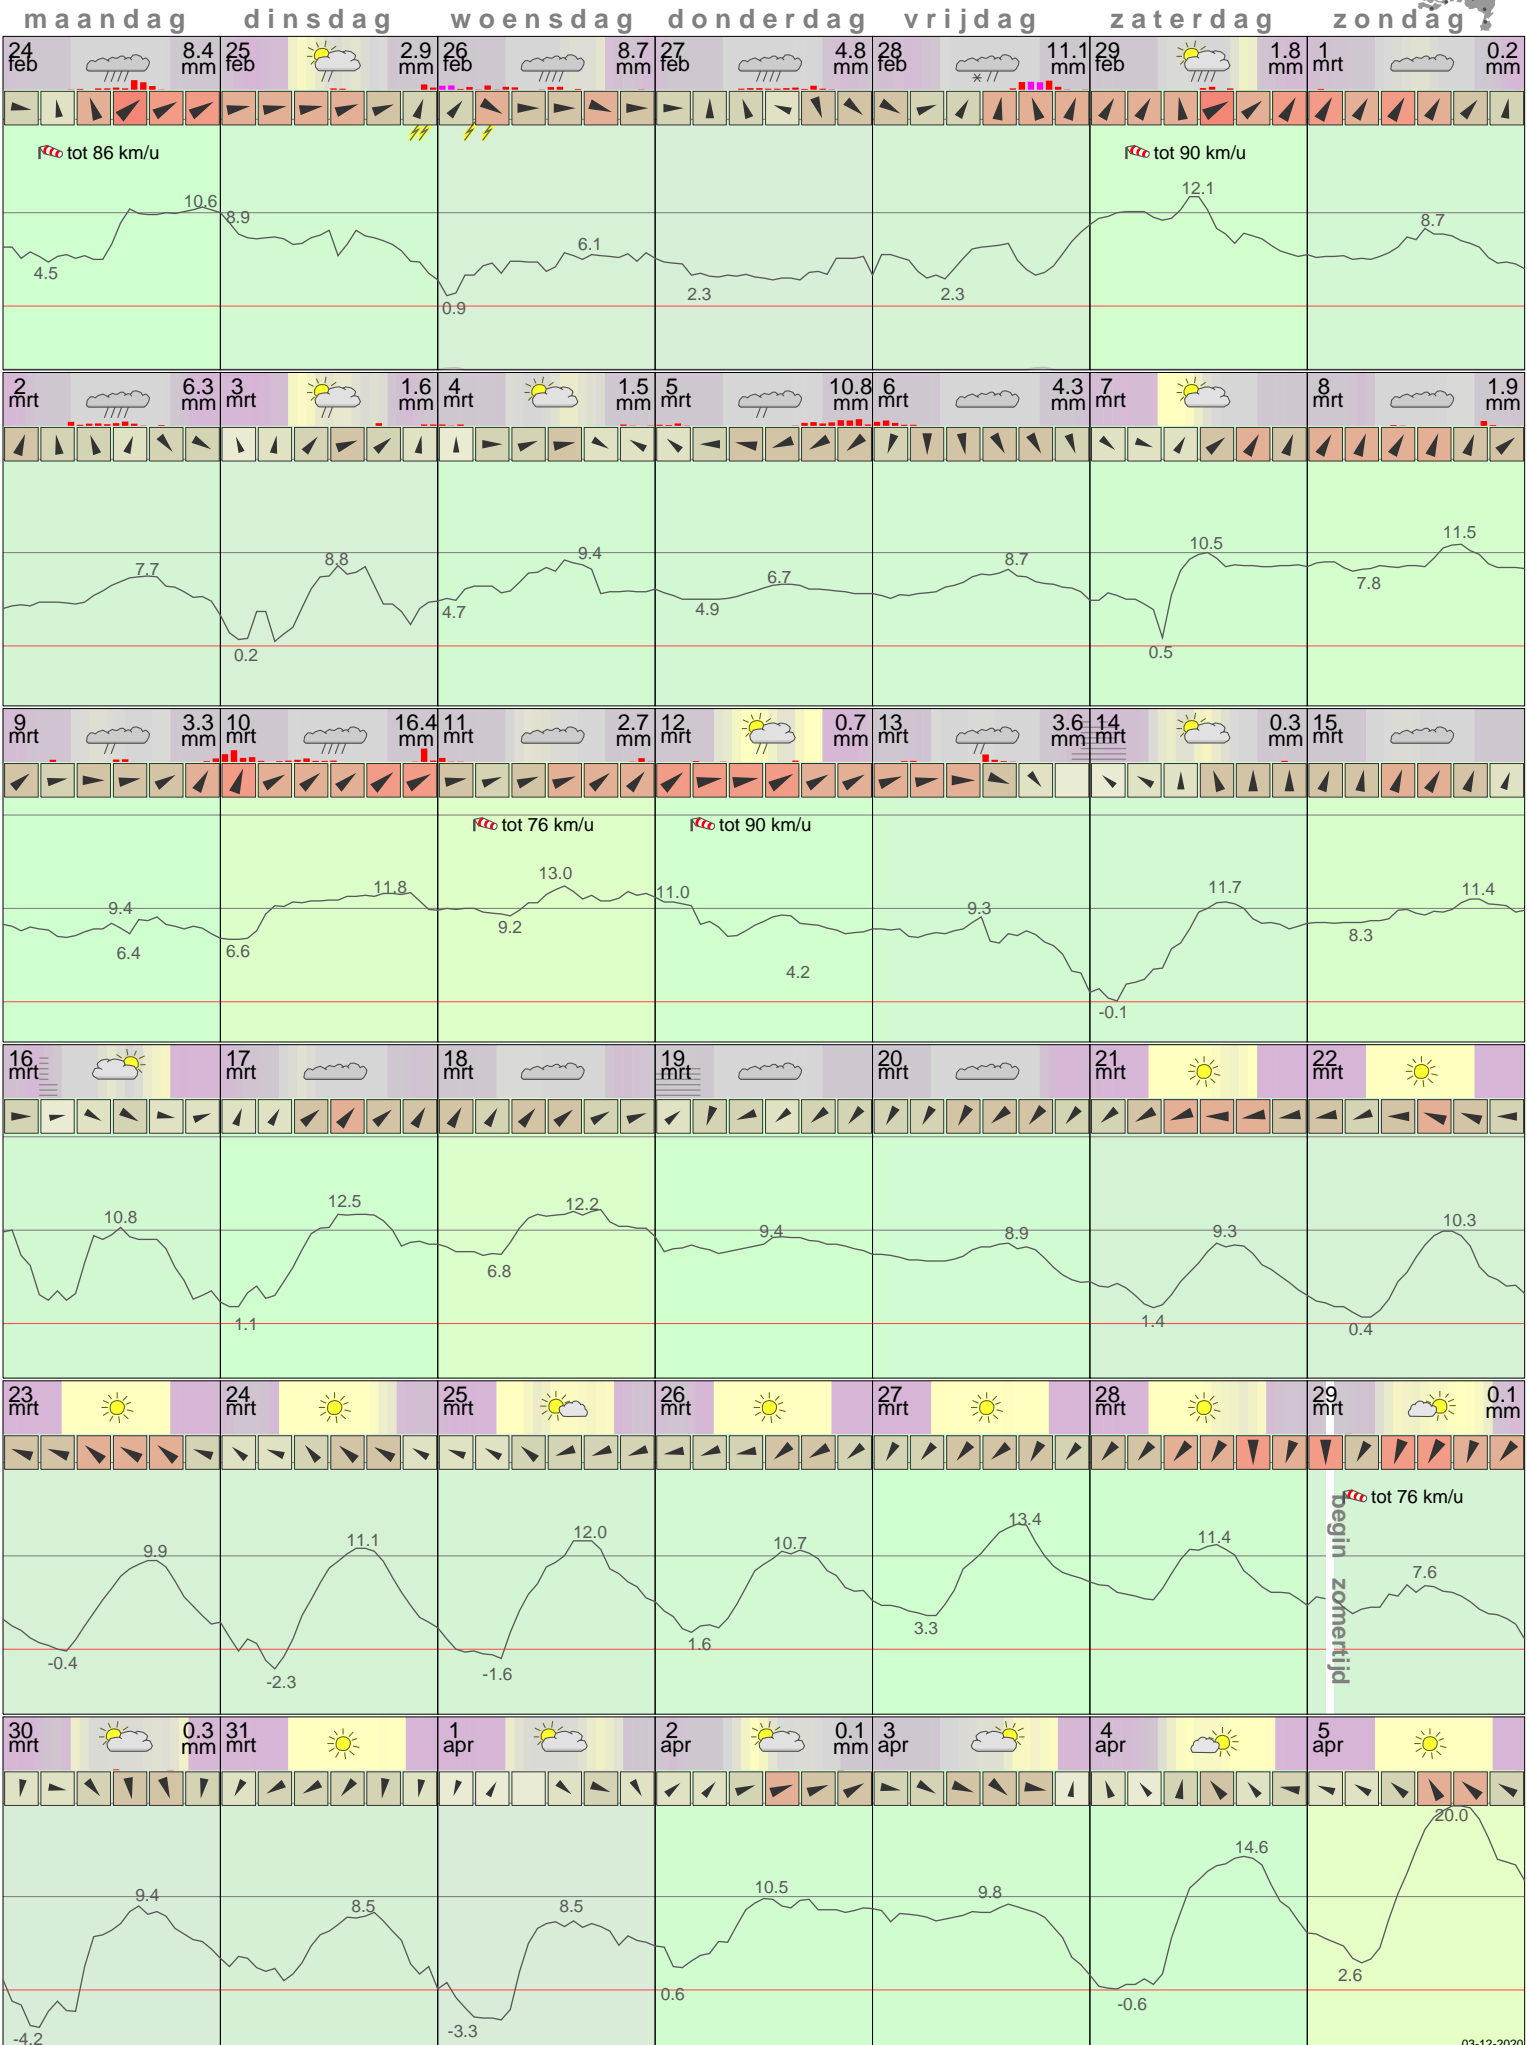 maandag dinsdag woensdag donderdag vrijdag zaterdag zondag
24 8.4 25 2.9 26 8.7 27 4.8 28 11.1 29 1.8 1 0.2
feb mm feb mm feb mm feb mm feb mm feb mm mrt mm
tot 86 km/u tot 90 km/u
12.1
10.6
8.9 8.7
6.1
4.5
2.3 2.3
0.9
2 6.3 3 1.6 4 1.5 5 10.8 6 4.3 7 8 1.9
mrt mm mrt mm mrt mm mrt mm mrt mm mrt mrt mm
11.5
10.5
9.4
7.7 8.8 6.7 8.7
7.8
4.7 4.9
0.2 0.5
9 3.3 10 16.4 11 2.7 12 0.7 13 3.6 14 0.3 15
mrt mm mrt mm mrt mm mrt mm mrt mm mrt mm mrt
tot 76 km/u tot 90 km/u
13.0
11.8 11.0 11.7 11.4
9.4 9.3
9.2 8.3
6.4 6.6
4.2
-0.1
16 17 18 19 20 21 22
mrt mrt mrt mrt mrt mrt mrt
12.5 12.2
10.8 10.3
9.4 8.9 9.3
6.8
1.1 1.4 0.4
23 24 25 26 27 28 29 0.1
mrt mrt mrt mrt mrt mrt mrt mm
tot 76 km/u
begin zomertijd
13.4
9.9 11.1 12.0 10.7 11.4
7.6
3.3
-0.4 1.6
-2.3 -1.6
30 0.3 31 1 2 0.1 3 4 5
mrt mm mrt apr apr mm apr apr apr
20.0
14.6
9.4 8.5 8.5 10.5 9.8
2.6
0.6 -0.6
-4.2 -3.3
03-12-2020